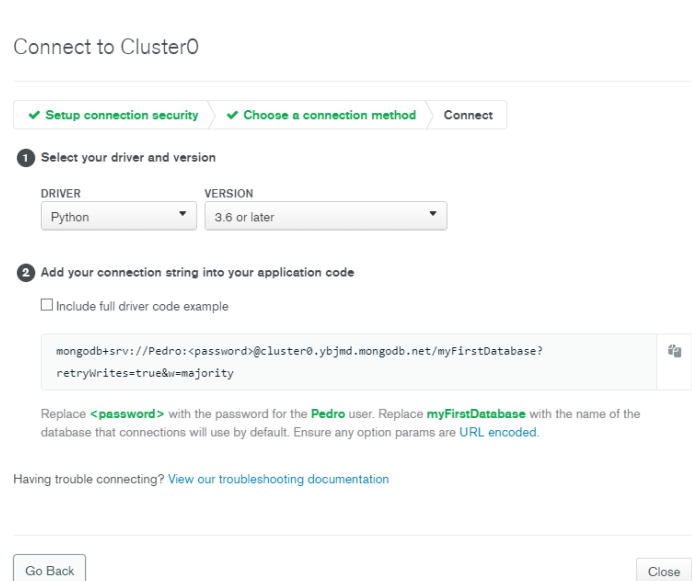 Connect to Cluster0
✔ Setup connection security ✔ Choose a connection method Connect
1 Select your driver and version
DRIVER VERSION
Python 3.6 or later
2 Add your connection string into your application code
Include full driver code example
mongodb+srv://Pedro:<password>@cluster0.ybjmd.mongodb.net/myFirstDatabase?
retryWrites=true&w=majority
Replace <password> with the password for the Pedro user. Replace myFirstDatabase with the name of the
database that connections will use by default. Ensure any option params are URL encoded.
Having trouble connecting? View our troubleshooting documentation
Go Back Close